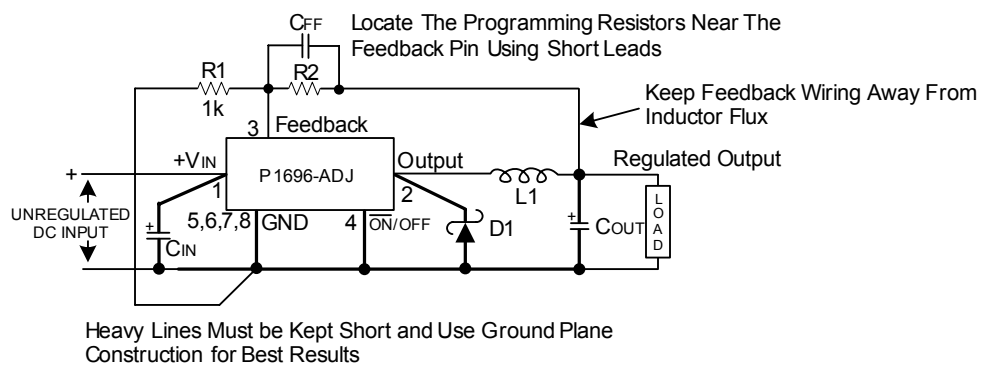 CFF
Locate The Programming Resistors Near The
Feedback Pin Using Short Leads
R1
1k
R2
Keep Feedback Wiring Away From
Inductor Flux
3
Feedback
+VIN
P1696-ADJ
Output
Regulated Output
+
1
2
L1
UNREGULATED
DC INPUT
+
CIN
5,6,7,8
GND
4
ON/OFF
D1
+
COUT
LOAD
Heavy Lines Must be Kept Short and Use Ground Plane
Construction for Best Results